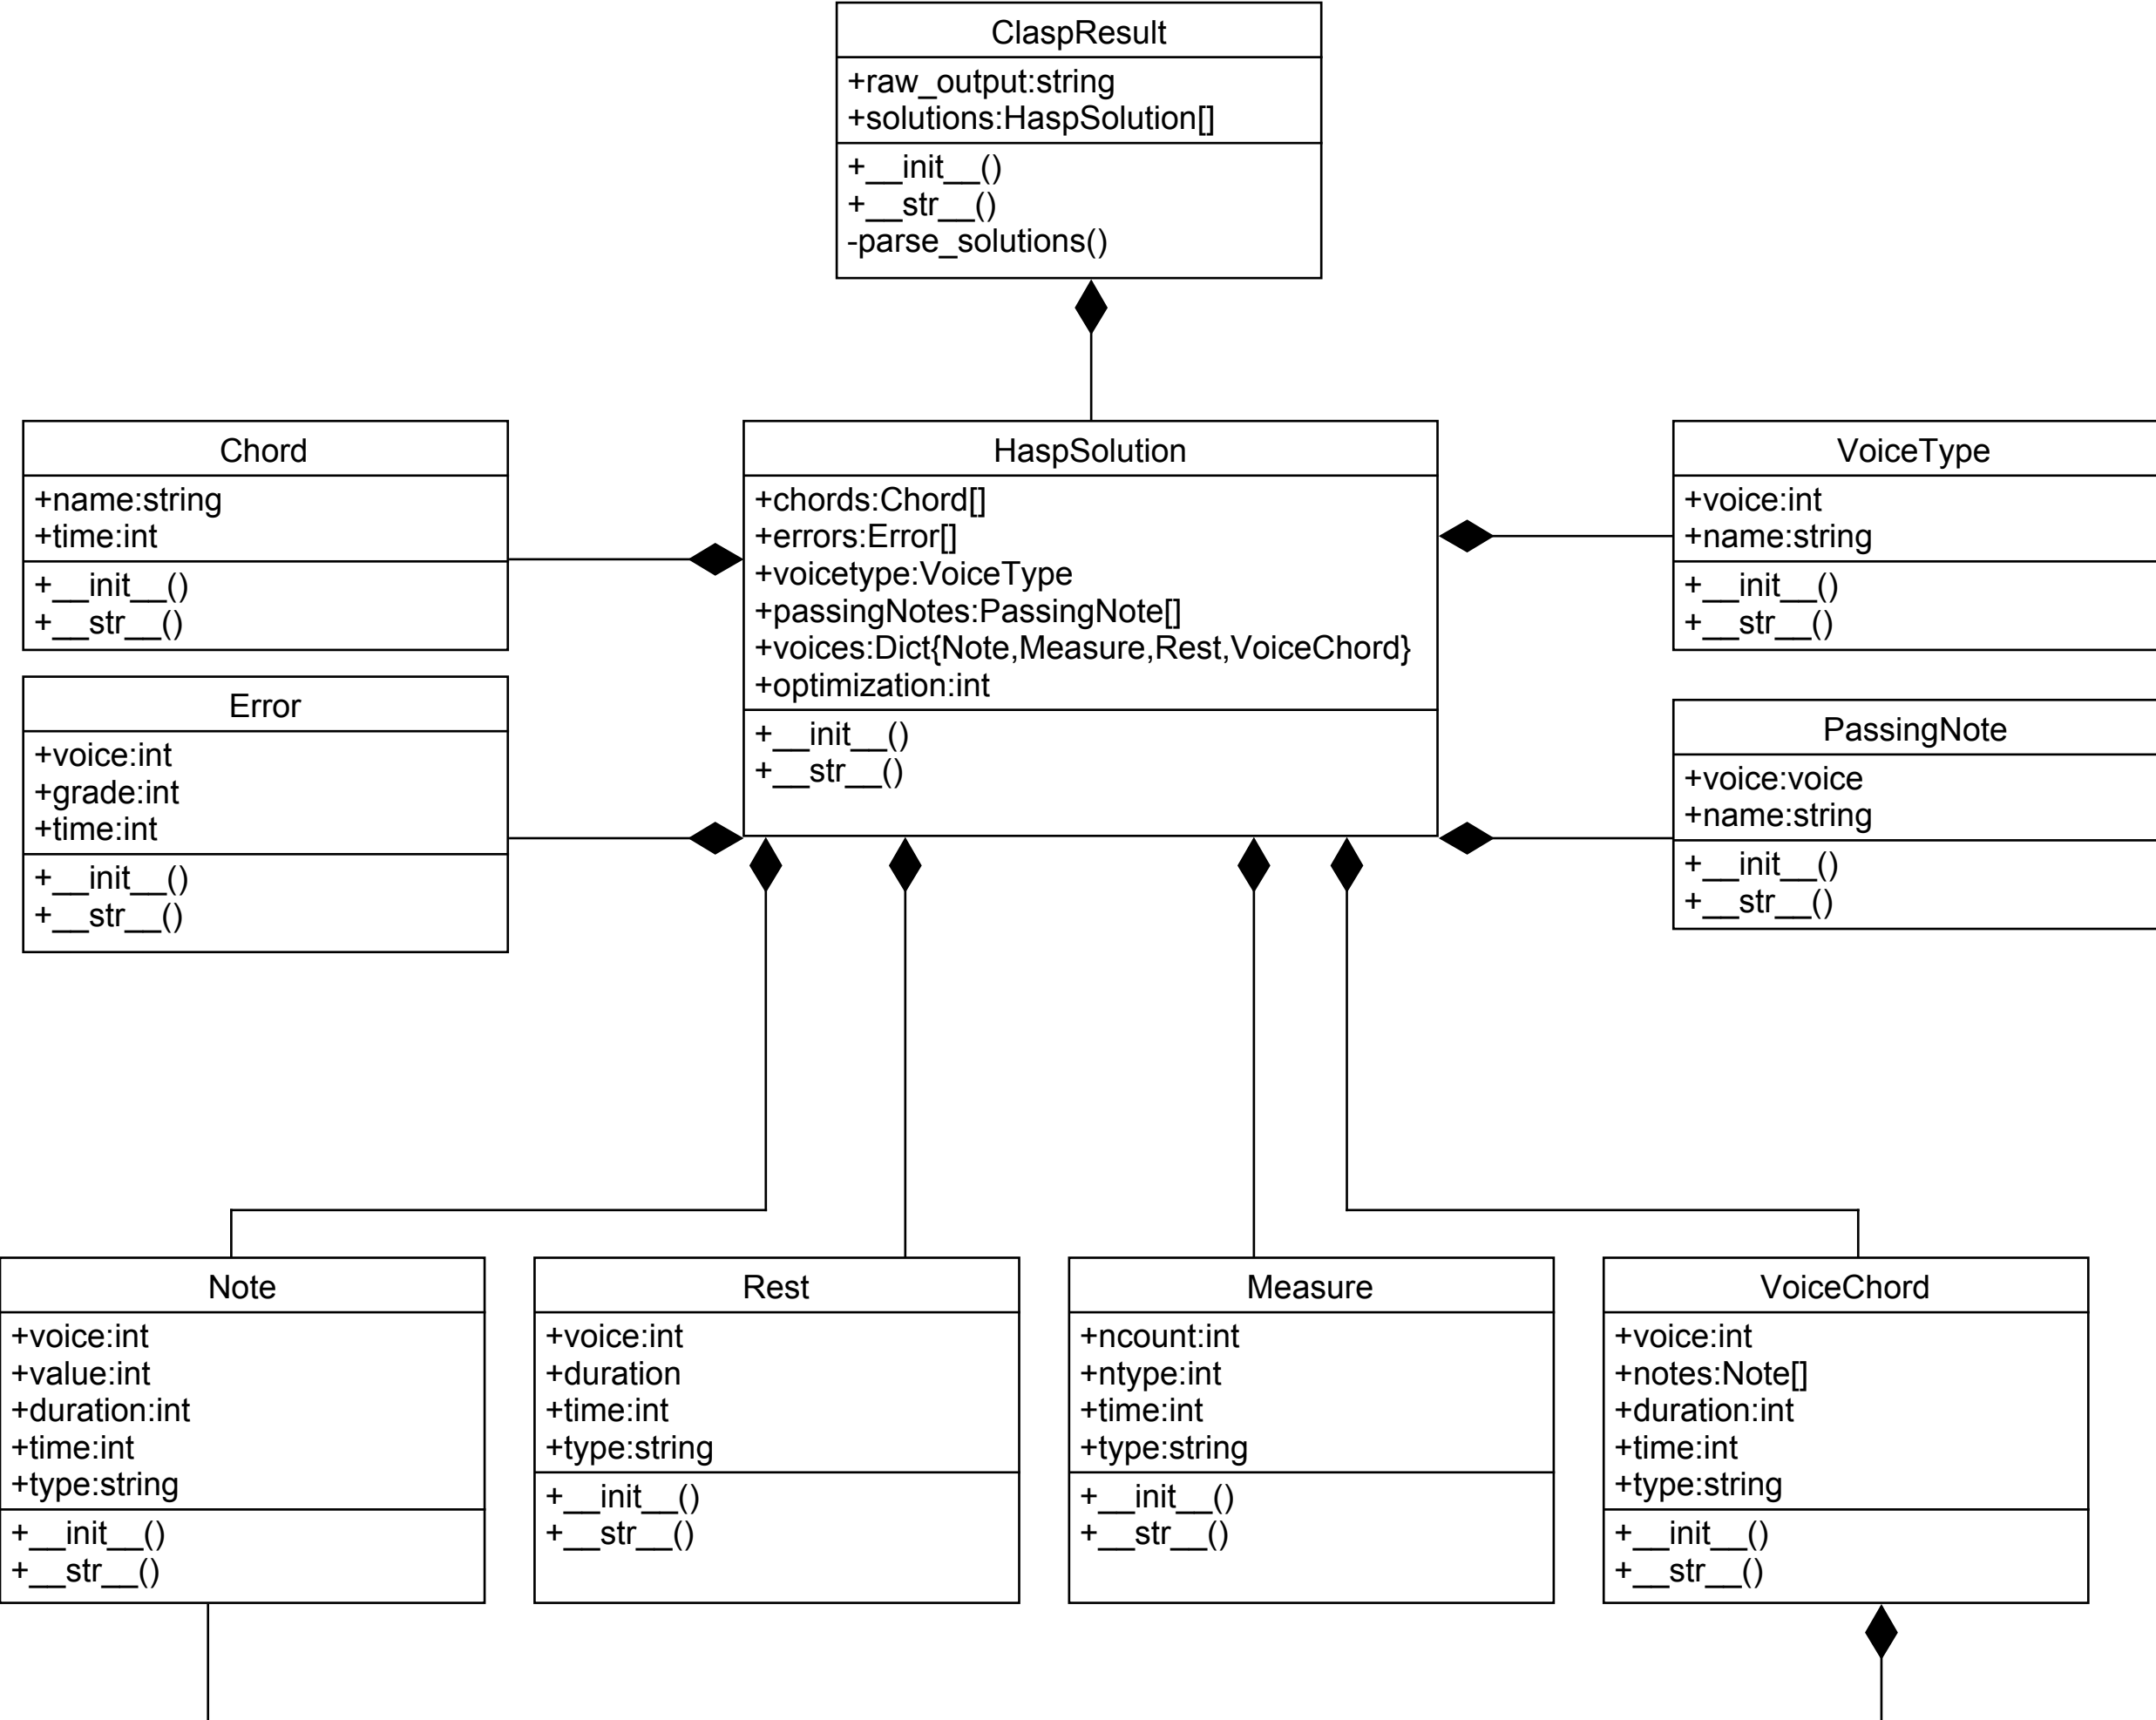 ClaspResult
+raw_output:string
+solutions:HaspSolution[]
+__init__()
+__str__()
-parse_solutions()
Chord
+name:string
+time:int
+__init__()
+__str__()
HaspSolution
+chords:Chord[]
+errors:Error[]
+voicetype:VoiceType
+passingNotes:PassingNote[]
+voices:Dict{Note,Measure,Rest,VoiceChord}
+optimization:int
+__init__()
+__str__()
VoiceType
+voice:int
+name:string
+__init__()
+__str__()
Error
+voice:int
+grade:int
+time:int
+__init__()
+__str__()
PassingNote
+voice:voice
+name:string
+__init__()
+__str__()
Note
+voice:int
+value:int
+duration:int
+time:int
+type:string
+__init__()
+__str__()
Rest
+voice:int
+duration
+time:int
+type:string
+__init__()
+__str__()
Measure
+ncount:int
+ntype:int
+time:int
+type:string
+__init__()
+__str__()
VoiceChord
+voice:int
+notes:Note[]
+duration:int
+time:int
+type:string
+__init__()
+__str__()